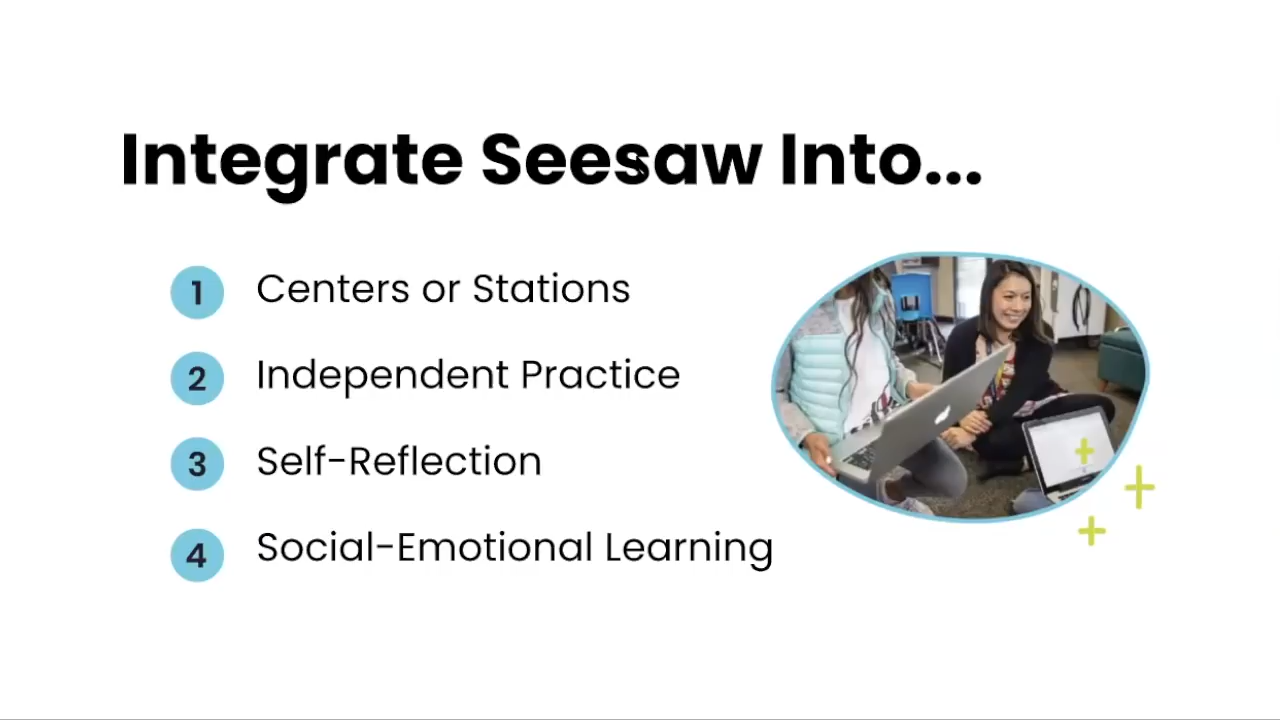 Integrate Seesaw Into...
1 Centers or Stations
2 Independent Practice
3 Self-Reflection
4 Social-Emotional Learning